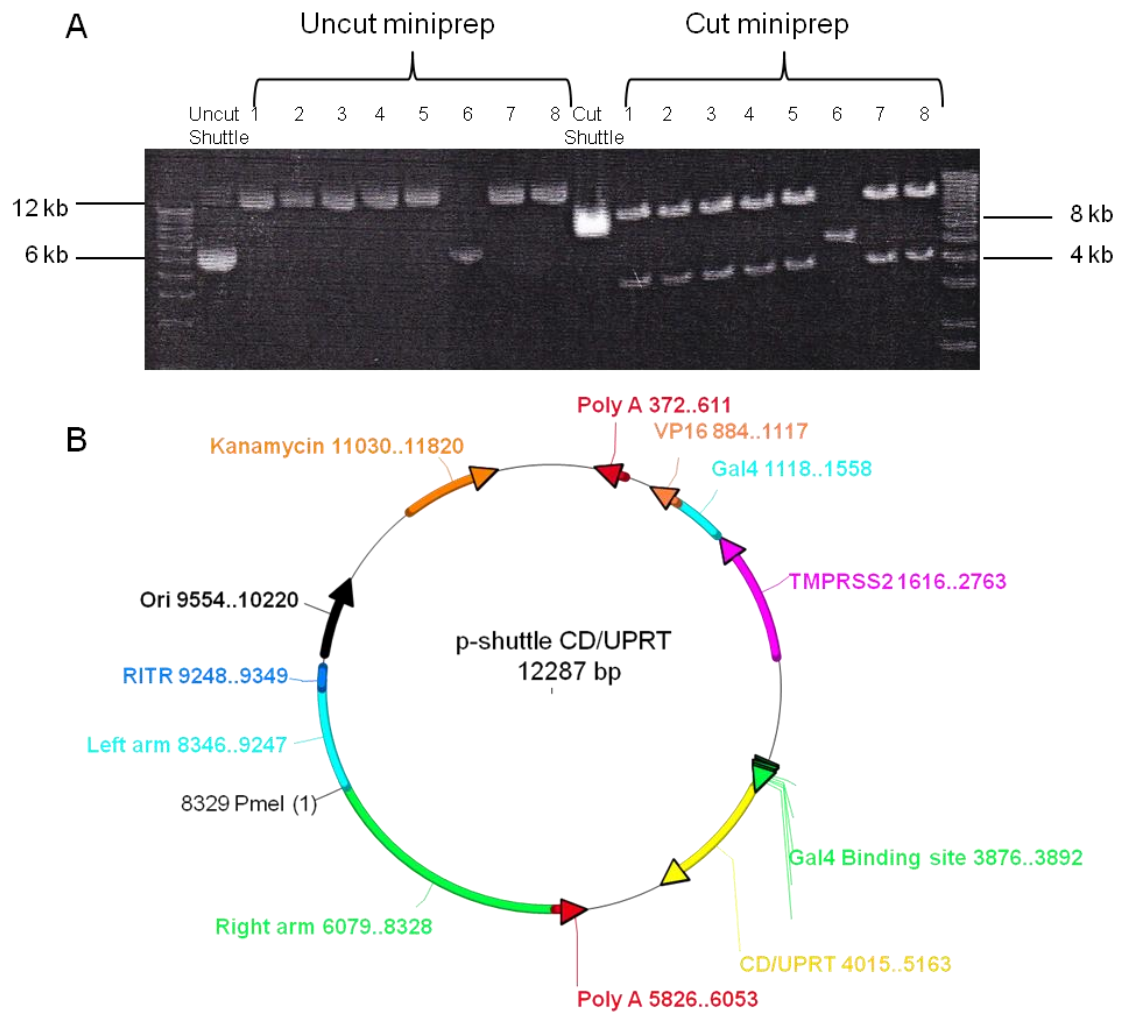 A
Uncut miniprep
Cut miniprep
Uncut Shuttle
1 2 3 4 5 6 7 8
Cut Shuttle
1 2 3 4 5 6 7 8
12 kb
6 kb
8 kb
4 kb
B
Poly A 372..611
VP16 884..1117
Gal4 1118..1558
Kanamycin 11030..11820
TMPRSS2 1616..2763
Ori 9554..10220
p-shuttle CD/UPRT
12287 bp
RITR 9248..9349
Left arm 8346..9247
8329 PmeI (1)
Gal4 Binding site 3876..3892
Right arm 6079..8328
CD/UPRT 4015..5163
Poly A 5826..6053